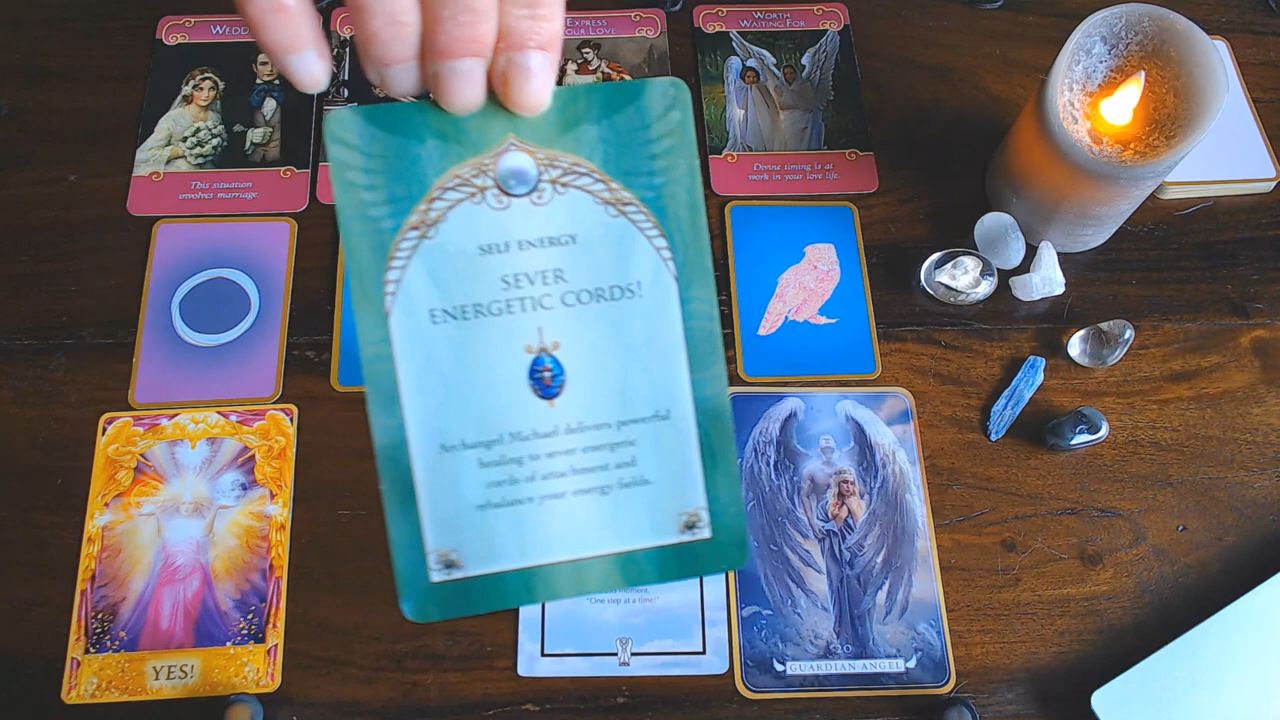 WEDD
This situation
involves marriage.
EXPRESS
OUR LOVE
WORTH
WAITING FOR
Divine timing is at
work in your love life.
SELF ENERGY
SEVER
ENERGETIC CORDS!
Archangel Michael delivers powerful
healing to sever energetic
cords of attachment and
rebalance your energy fields.
YES!
moment.
"One step at a time!"
20
GUARDIAN ANGEL